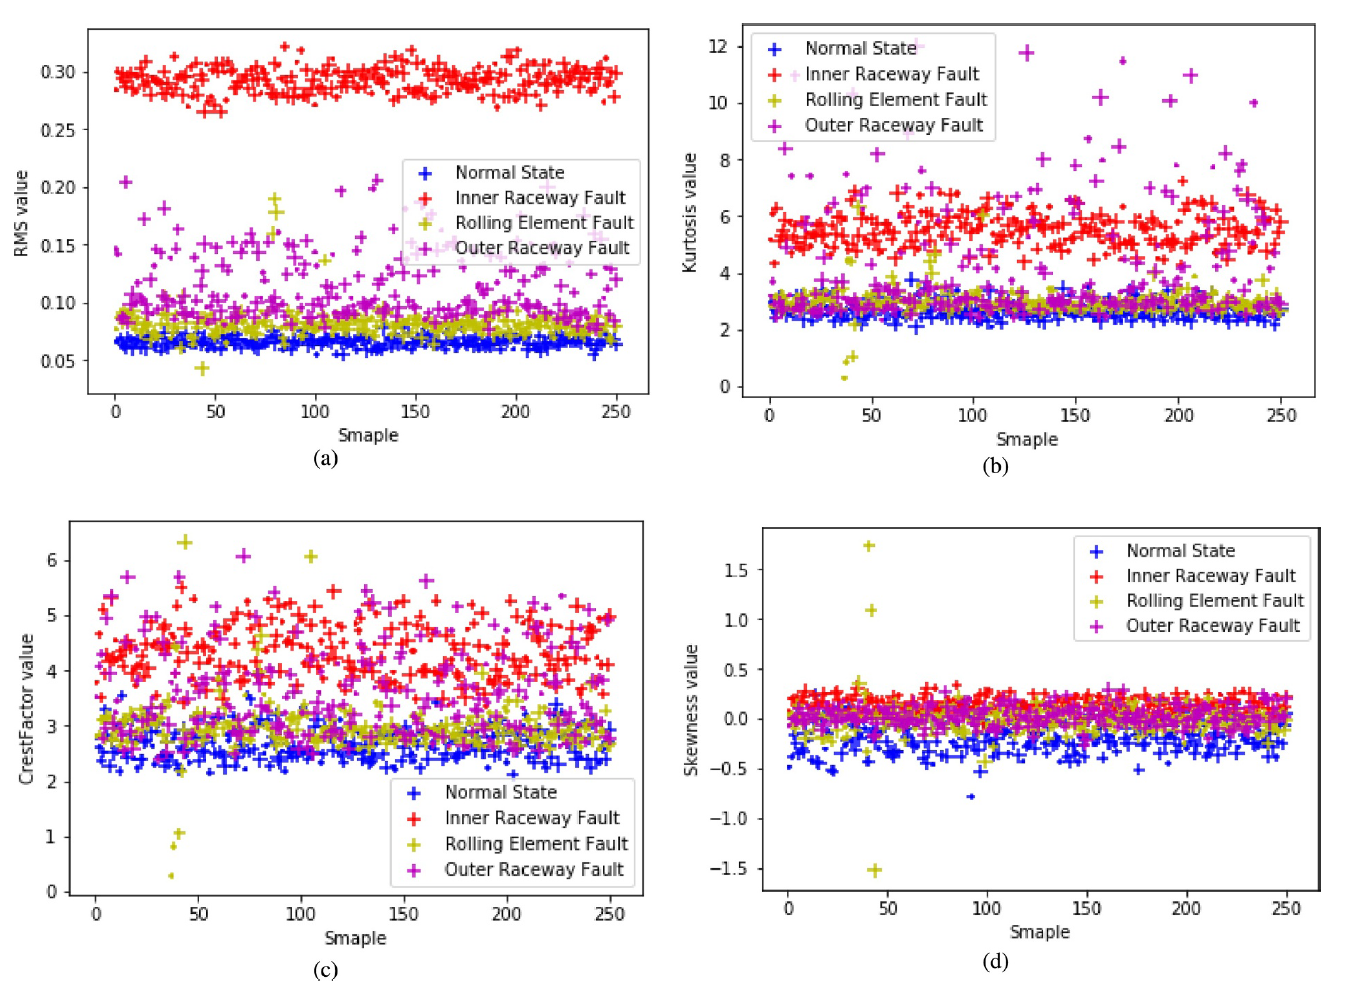 0.30
0.25
0.20
0.15
0.10
0.05
RMS value
Normal State
Inner Raceway Fault
Rolling Element Fault
Outer Raceway Fault
0 50 100 150 200 250
Smaple
(a)
12
10
8
6
4
2
0
Kurtosis value
Normal State
Inner Raceway Fault
Rolling Element Fault
Outer Raceway Fault
0 50 100 150 200 250
Smaple
(b)
6
5
4
3
2
1
0
CrestFactor value
Normal State
Inner Raceway Fault
Rolling Element Fault
Outer Raceway Fault
0 50 100 150 200 250
Smaple
(c)
1.5
1.0
0.5
0.0
−0.5
−1.0
−1.5
Skewness value
Normal State
Inner Raceway Fault
Rolling Element Fault
Outer Raceway Fault
0 50 100 150 200 250
Smaple
(d)